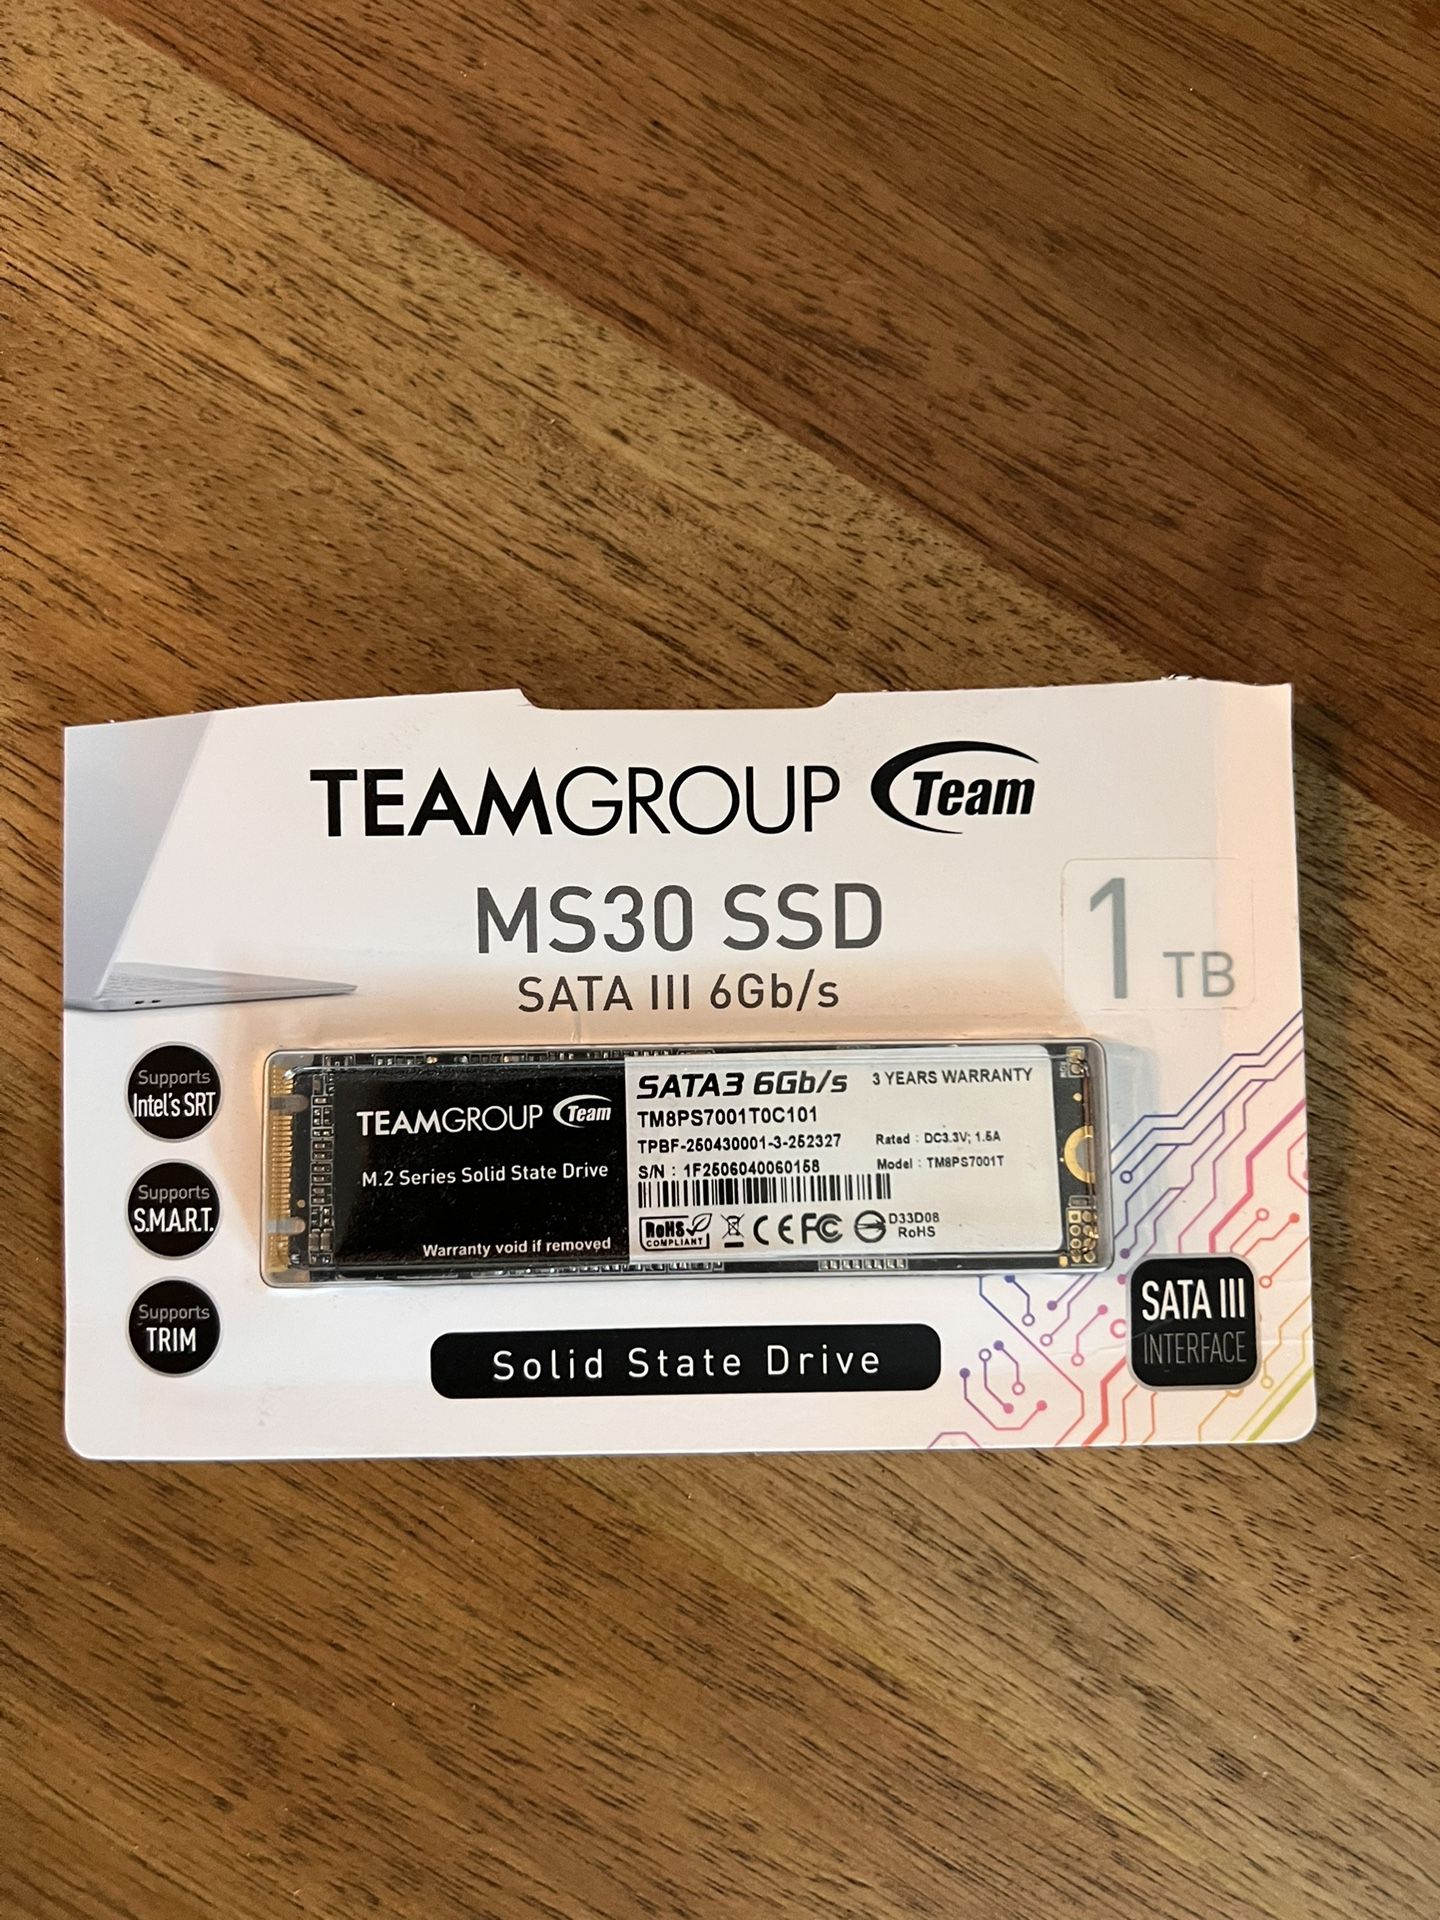 TEAMGROUP Team
MS30 SSD
SATA III 6Gb/s
1 TB
Supports
Intel's SRT
Supports
S.M.A.R.T.
Supports
TRIM
TEAMGROUP Team
M.2 Series Solid State Drive
Warranty void if removed
SATA3 6Gb/s 3 YEARS WARRANTY
TM8PS7001T0C101
TPBF-250430001-3-252327 Rated : DC3.3V; 1.5A
S/N : 1F2506040060158 Model : TM8PS7001T
RoHS
COMPLIANT
CE FC D33D08
RoHS
Solid State Drive
SATA III
INTERFACE